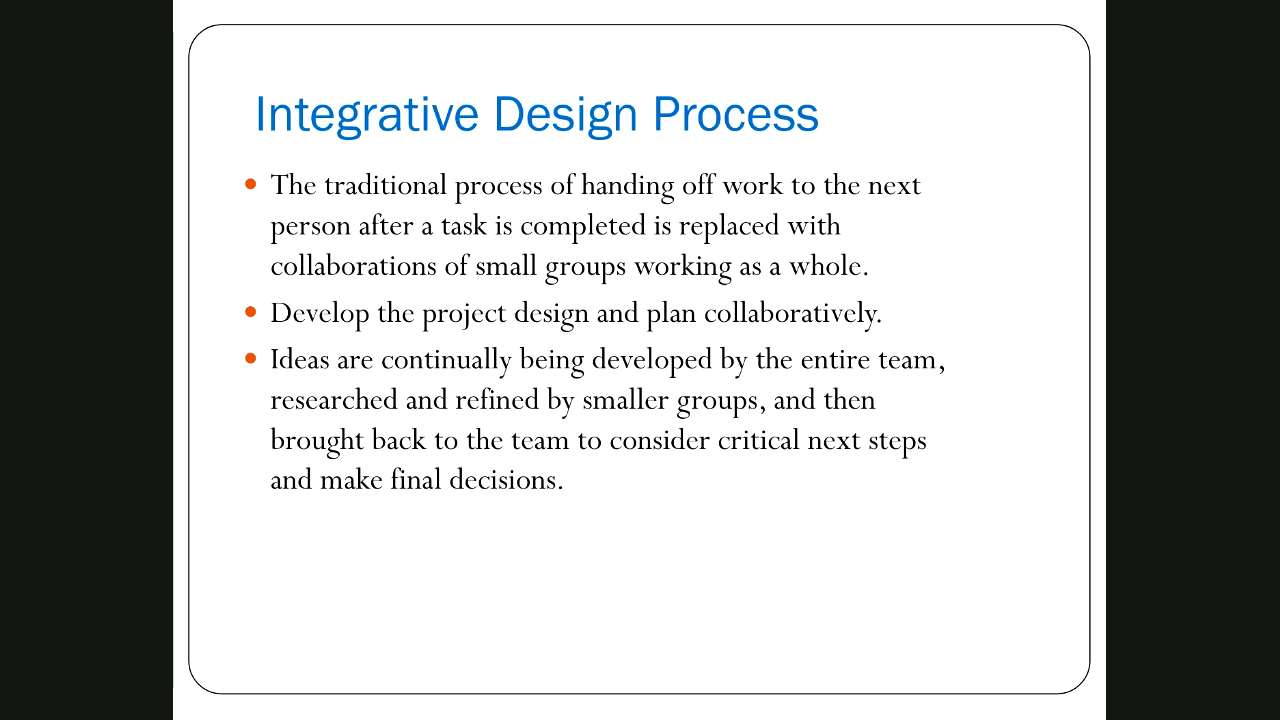 Integrative Design Process
• The traditional process of handing off work to the next
person after a task is completed is replaced with
collaborations of small groups working as a whole.
• Develop the project design and plan collaboratively.
• Ideas are continually being developed by the entire team,
researched and refined by smaller groups, and then
brought back to the team to consider critical next steps
and make final decisions.